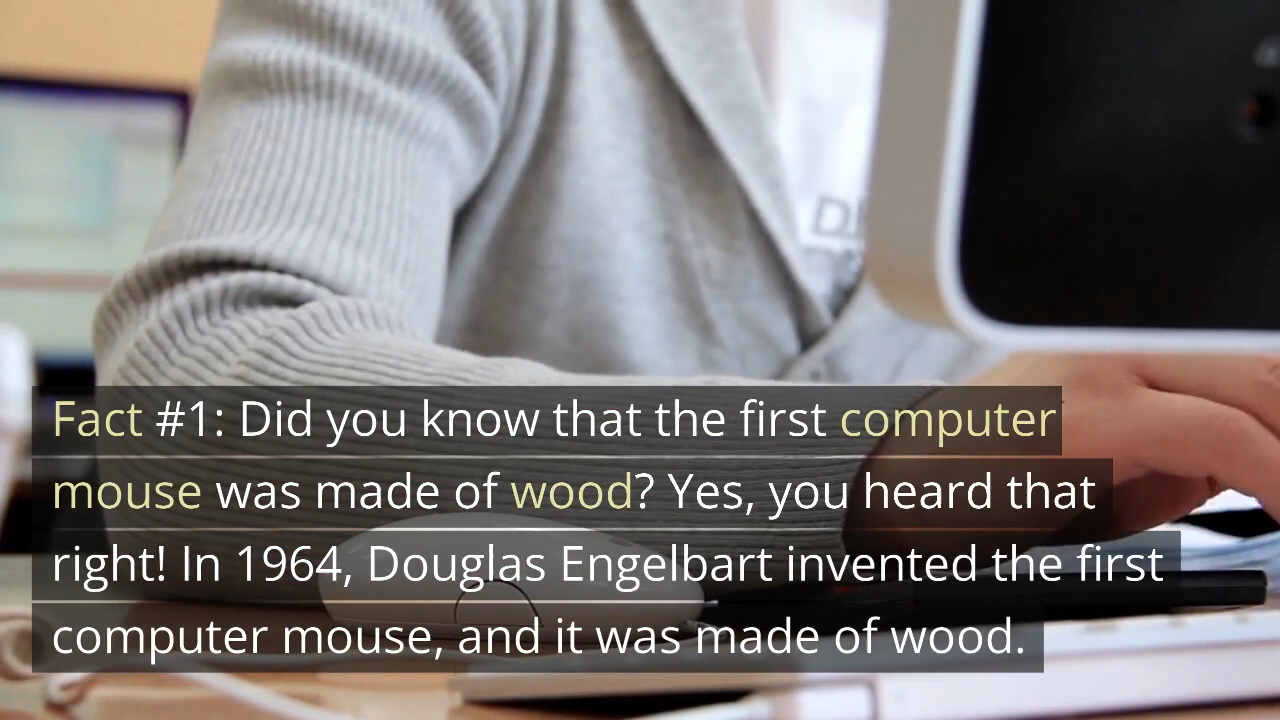 Fact #1: Did you know that the first computer
mouse was made of wood? Yes, you heard that
right! In 1964, Douglas Engelbart invented the first
computer mouse, and it was made of wood.